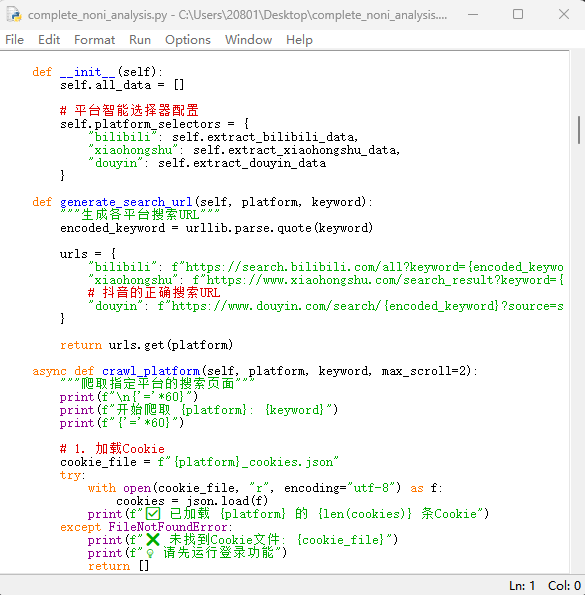 complete_noni_analysis.py - C:\Users\20801\Desktop\complete_noni_analysis....
File Edit Format Run Options Window Help
def __init__(self):
self.all_data = []
# 平台智能选择器配置
self.platform_selectors = {
"bilibili": self.extract_bilibili_data,
"xiaohongshu": self.extract_xiaohongshu_data,
"douyin": self.extract_douyin_data
}
def generate_search_url(self, platform, keyword):
"""生成各平台搜索URL"""
encoded_keyword = urllib.parse.quote(keyword)
urls = {
"bilibili": f"https://search.bilibili.com/all?keyword={encoded_keywo
"xiaohongshu": f"https://www.xiaohongshu.com/search_result?keyword={
# 抖音的正确搜索URL
"douyin": f"https://www.douyin.com/search/{encoded_keyword}?source=s
}
return urls.get(platform)
async def crawl_platform(self, platform, keyword, max_scroll=2):
"""爬取指定平台的搜索页面"""
print(f"\n{'='*60}")
print(f"开始爬取 {platform}: {keyword}")
print(f"{'='*60}")
# 1. 加载Cookie
cookie_file = f"{platform}_cookies.json"
try:
with open(cookie_file, "r", encoding="utf-8") as f:
cookies = json.load(f)
print(f"✅ 已加载 {platform} 的 {len(cookies)} 条Cookie")
except FileNotFoundError:
print(f"❌ 未找到Cookie文件: {cookie_file}")
print(f"💡 请先运行登录功能")
return []
Ln: 1 Col: 0